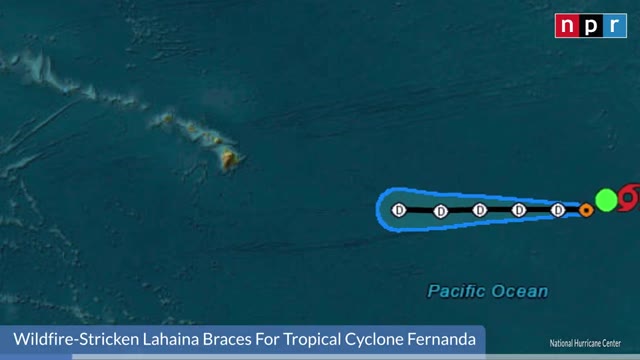 npr
D D D D D
Pacific Ocean
Wildfire-Stricken Lahaina Braces For Tropical Cyclone Fernanda
National Hurricane Center